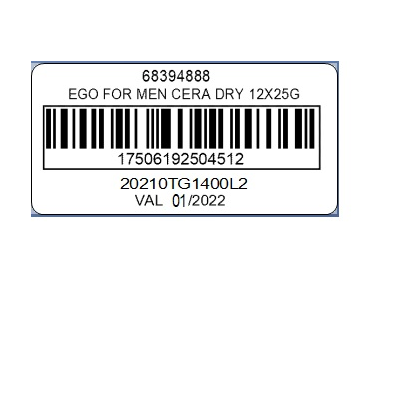 68394888
EGO FOR MEN CERA DRY 12X25G
17506192504512
20210TG1400L2
VAL 01/2022